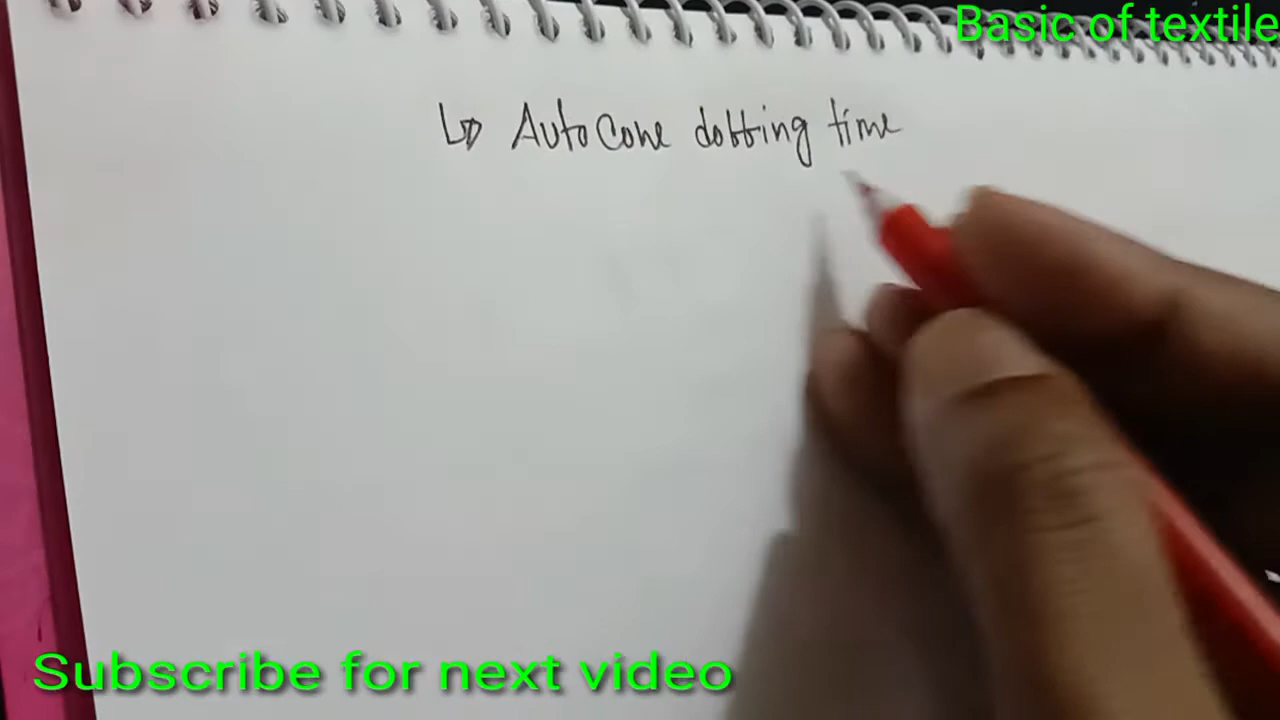 Basic of textile
↳ AutoCone dobbing time
Subscribe for next video